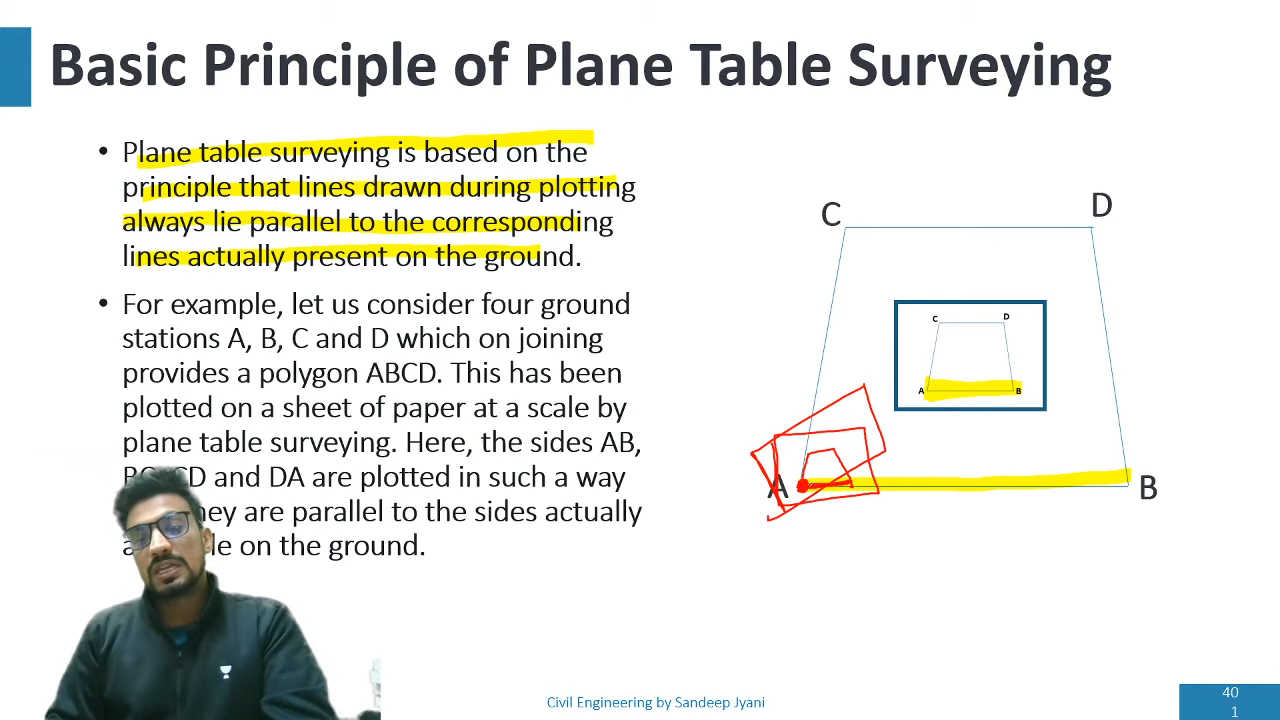 Basic Principle of Plane Table Surveying
• Plane table surveying is based on the
principle that lines drawn during plotting
always lie parallel to the corresponding
lines actually present on the ground.
• For example, let us consider four ground
stations A, B, C and D which on joining
provides a polygon ABCD. This has been
plotted on a sheet of paper at a scale by
plane table surveying. Here, the sides AB,
CD and DA are plotted in such a way
are parallel to the sides actually
on the ground.
C
D
C
D
A
B
A
B
Civil Engineering by Sandeep Jyani
40
1